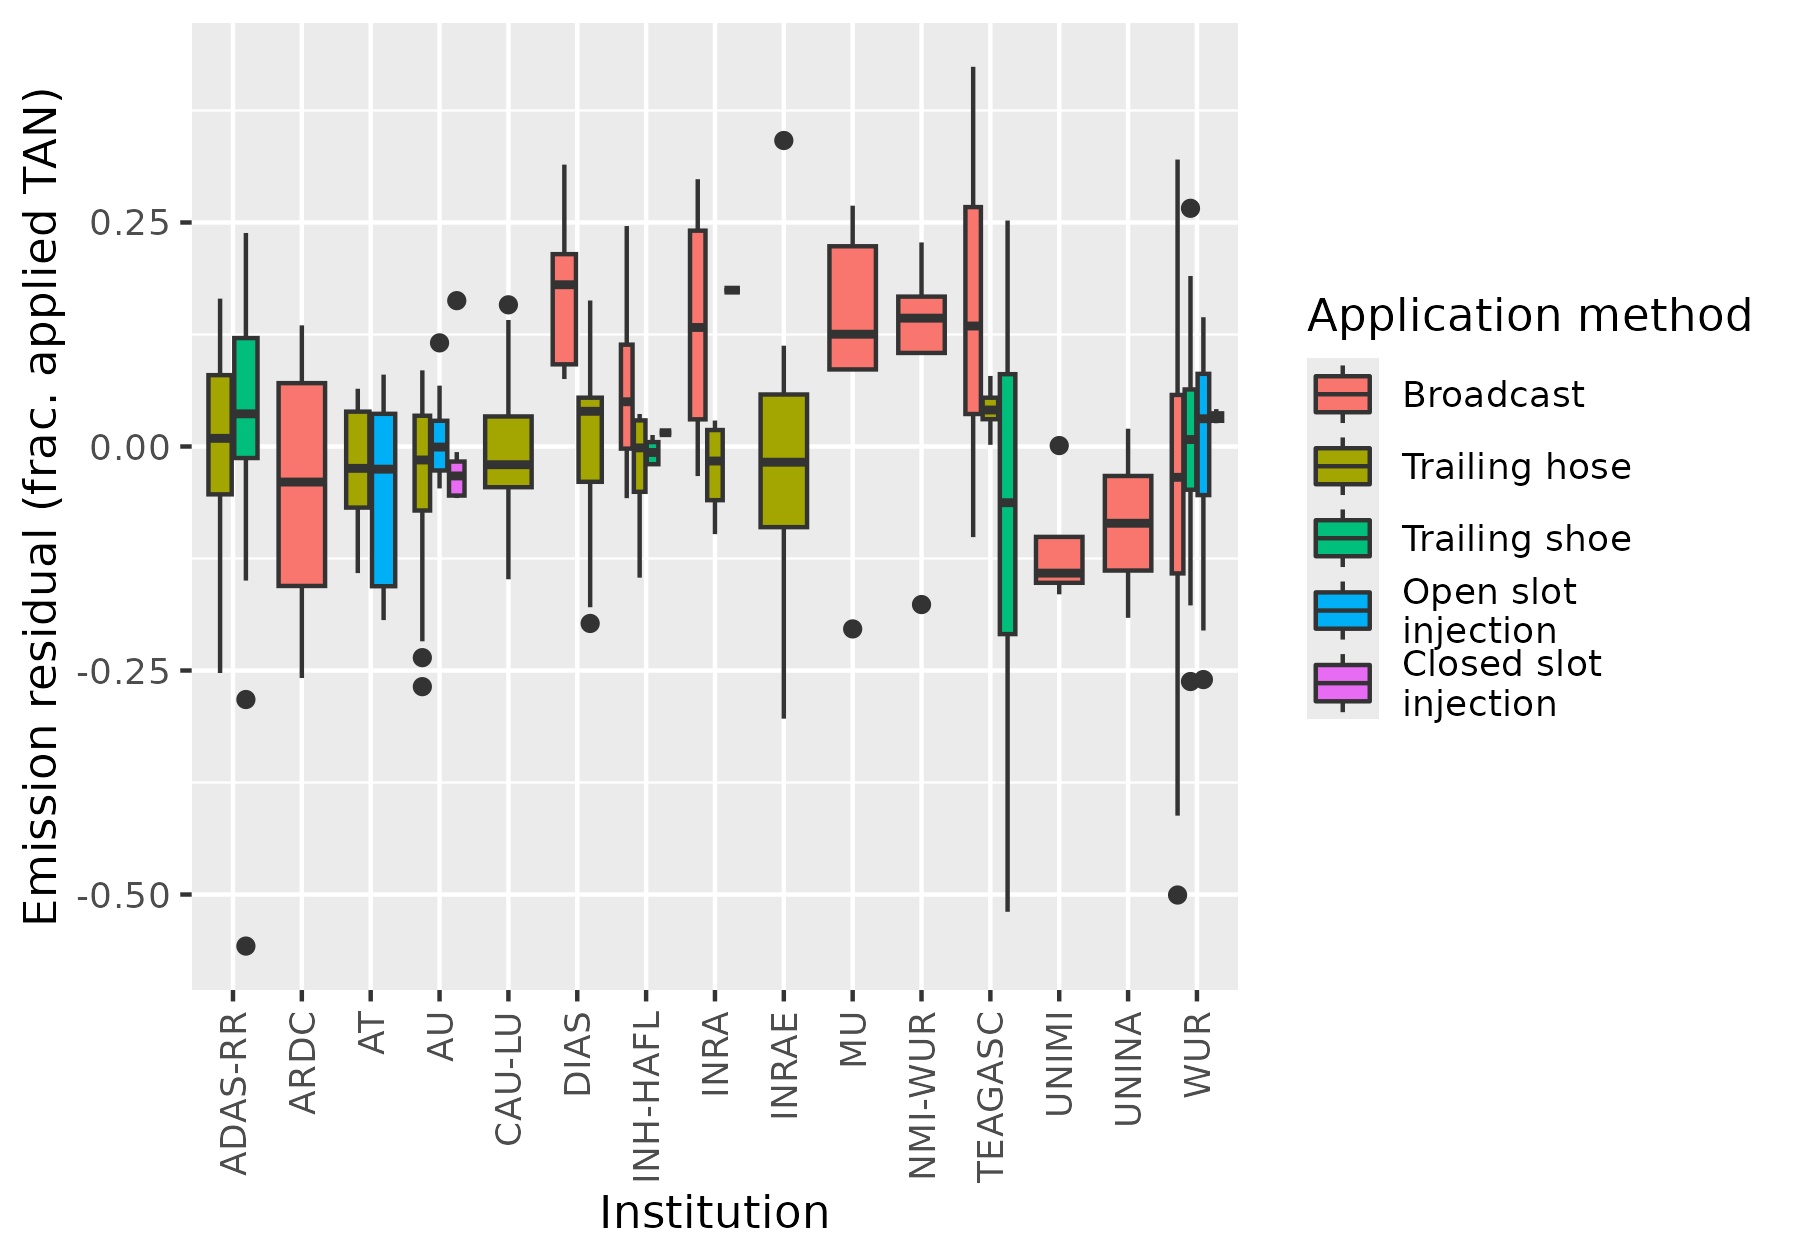 Emission residual (frac. applied TAN)
0.25
0.00
-0.25
-0.50
ADAS-RR
ARDC
AT
AU
CAU-LU
DIAS
INH-HAFL
INRA
INRAE
MU
NMI-WUR
TEAGASC
UNIMI
UNINA
WUR
Institution
Application method
Broadcast
Trailing hose
Trailing shoe
Open slot
injection
Closed slot
injection